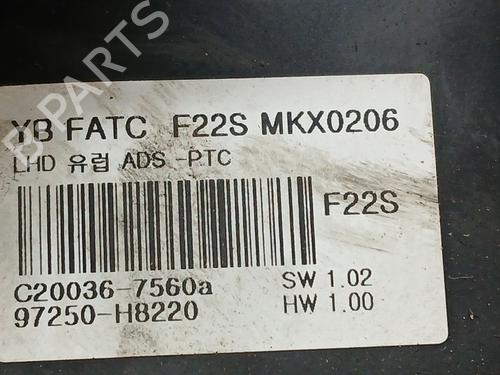 B PARTS
YB FATC F22S MKX0206
LHD 유럽 ADS -PTC
F22S
C20036-7560a SW 1.02
97250-H8220 HW 1.00